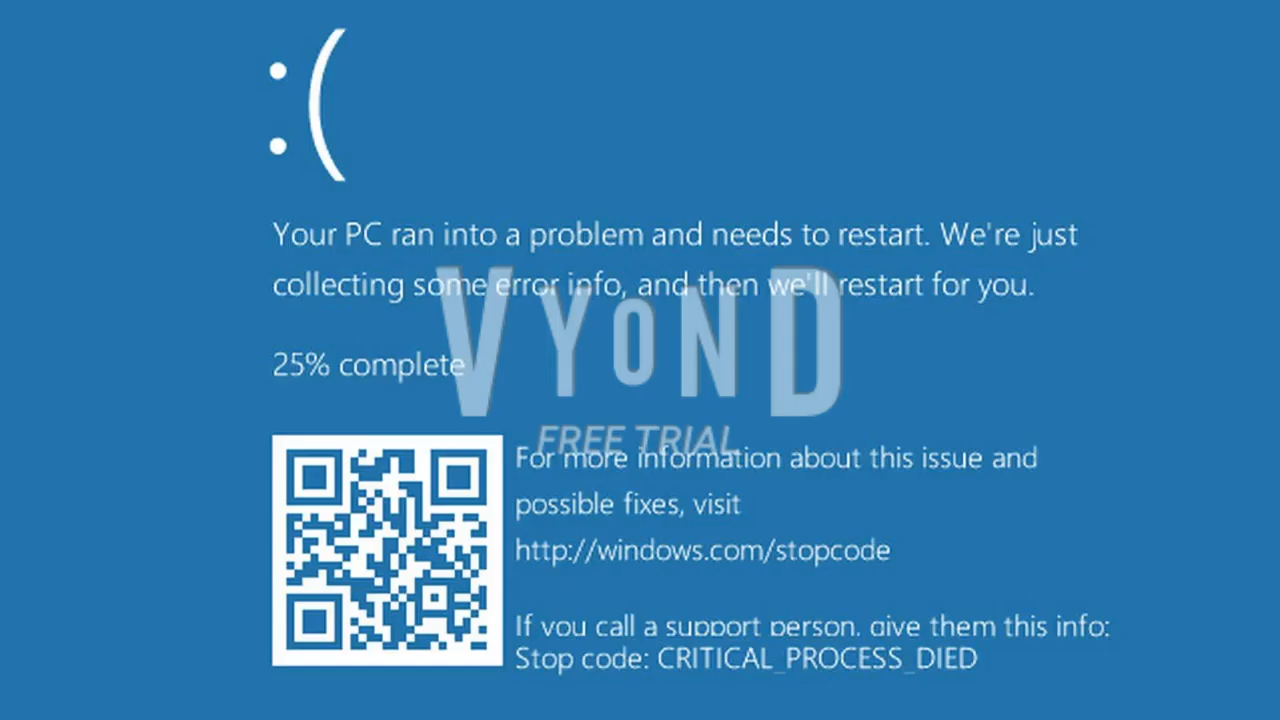 :(
Your PC ran into a problem and needs to restart. We're just
collecting some error info, and then we'll restart for you.
25% complete
VYOND
FREE TRIAL
For more information about this issue and
possible fixes, visit
http://windows.com/stopcode
If you call a support person, give them this info:
Stop code: CRITICAL_PROCESS_DIED